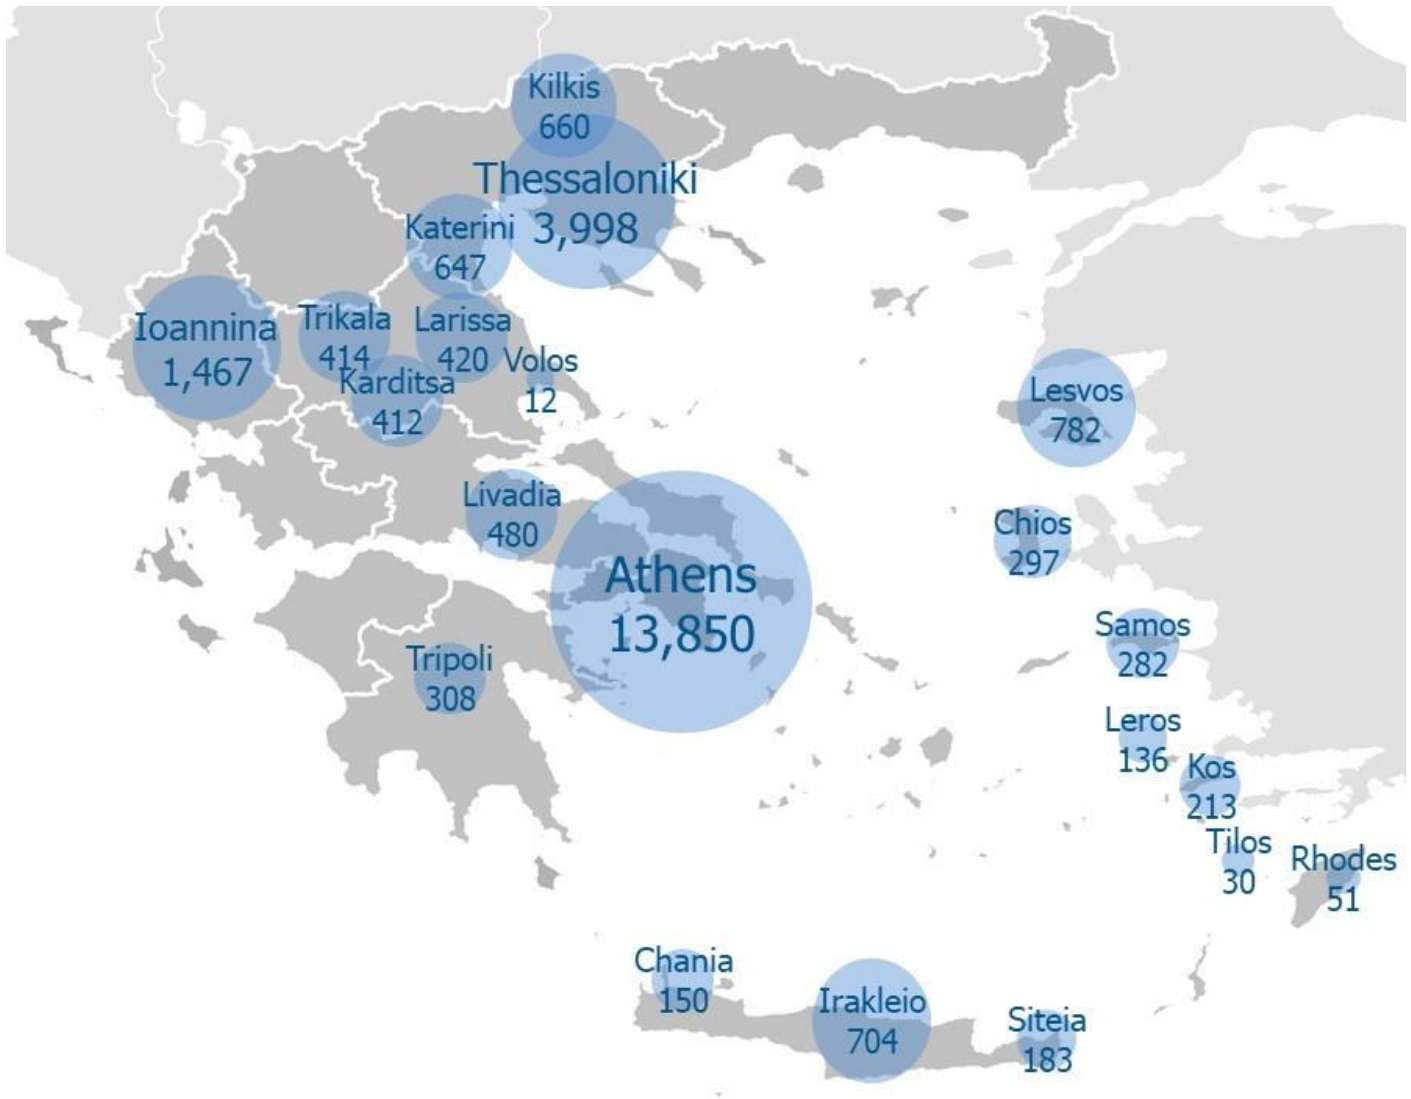 Kilkis
660
Thessaloniki
3,998
Katerini
647
Ioannina
1,467
Trikala
414
Larissa
420
Volos
12
Karditsa
412
Lesvos
782
Livadia
480
Chios
297
Athens
13,850
Samos
282
Tripoli
308
Leros
136
Kos
213
Tilos
30
Rhodes
51
Chania
150
Irakleio
704
Siteia
183